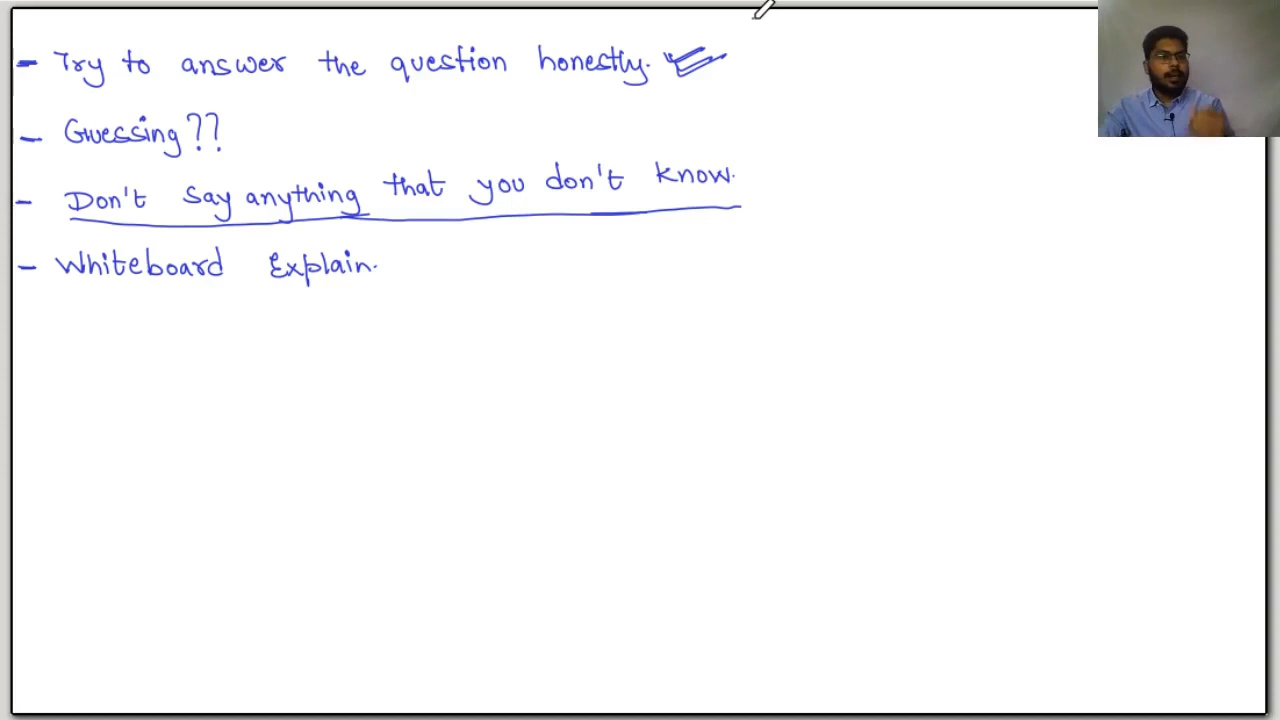 - Try to answer the question honestly.
- Guessing??
- Don't say anything that you don't know.
- Whiteboard Explain.